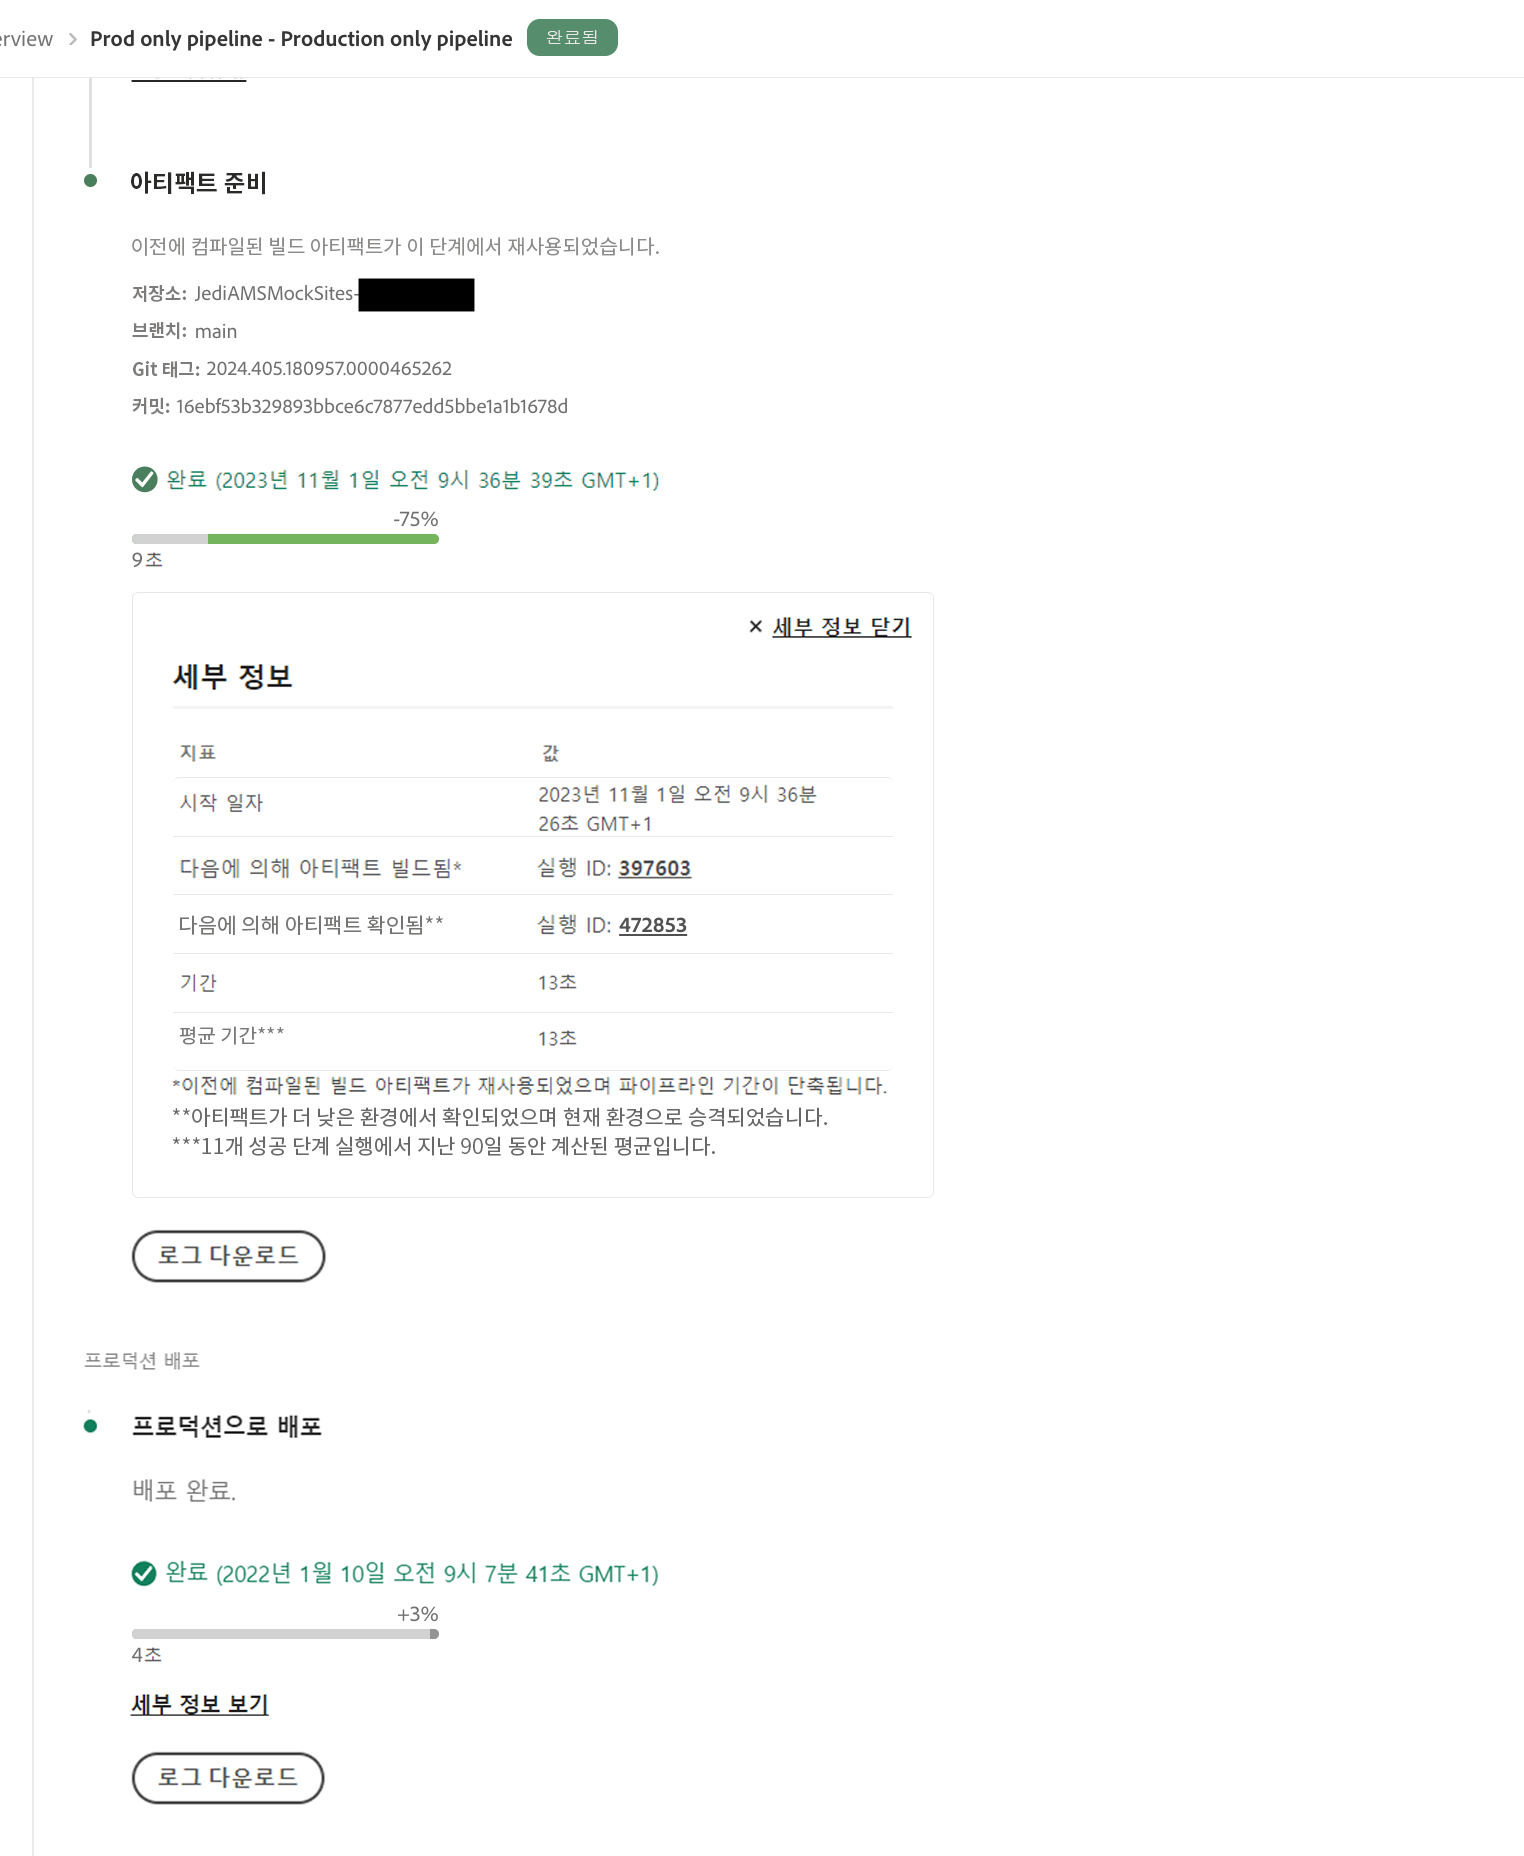 erview > Prod only pipeline - Production only pipeline 완료됨
아티팩트 준비
이전에 컴파일된 빌드 아티팩트가 이 단계에서 재사용되었습니다.
저장소: JediAMSMockSites-
브랜치: main
Git 태그: 2024.405.180957.0000465262
커밋: 16ebf53b329893bbce6c7877edd5bbe1a1b1678d
완료 (2023년 11월 1일 오전 9시 36분 39초 GMT+1)
-75%
9초
× 세부 정보 닫기
세부 정보
지표 값
시작 일자 2023년 11월 1일 오전 9시 36분
26초 GMT+1
다음에 의해 아티팩트 빌드됨* 실행 ID: 397603
다음에 의해 아티팩트 확인됨** 실행 ID: 472853
기간 13초
평균 기간*** 13초
*이전에 컴파일된 빌드 아티팩트가 재사용되었으며 파이프라인 기간이 단축됩니다.
**아티팩트가 더 낮은 환경에서 확인되었으며 현재 환경으로 승격되었습니다.
***11개 성공 단계 실행에서 지난 90일 동안 계산된 평균입니다.
로그 다운로드
프로덕션 배포
프로덕션으로 배포
배포 완료.
완료 (2022년 1월 10일 오전 9시 7분 41초 GMT+1)
+3%
4초
세부 정보 보기
로그 다운로드